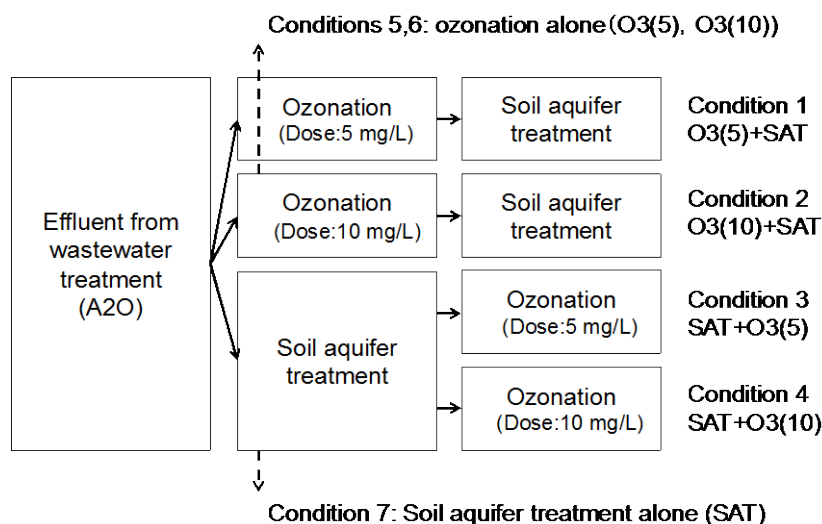 Conditions 5,6: ozonation alone(O3(5), O3(10))
Effluent from
wastewater
treatment
(A2O)
Ozonation
(Dose:5 mg/L)
Soil aquifer
treatment
Condition 1
O3(5)+SAT
Ozonation
(Dose:10 mg/L)
Soil aquifer
treatment
Condition 2
O3(10)+SAT
Soil aquifer
treatment
Ozonation
(Dose:5 mg/L)
Condition 3
SAT+O3(5)
Ozonation
(Dose:10 mg/L)
Condition 4
SAT+O3(10)
Condition 7: Soil aquifer treatment alone (SAT)